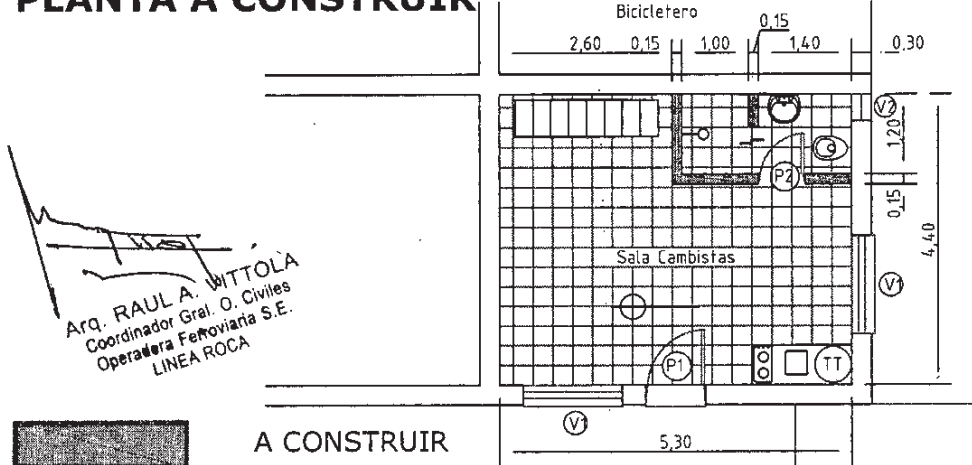 PLANTA A CONSTRUIR
Bicicletero
2,60 0,15 1,00 0,15 1,40 0,30
V2
1,20
P2
0,15
4,40
Sala Cambistas
V1
P1
TT
V1
5,30
Arq. RAUL A. VITTOLA
Coordinador Gral. O. Civiles
Operadora Ferroviaria S.E.
LINEA ROCA
A CONSTRUIR